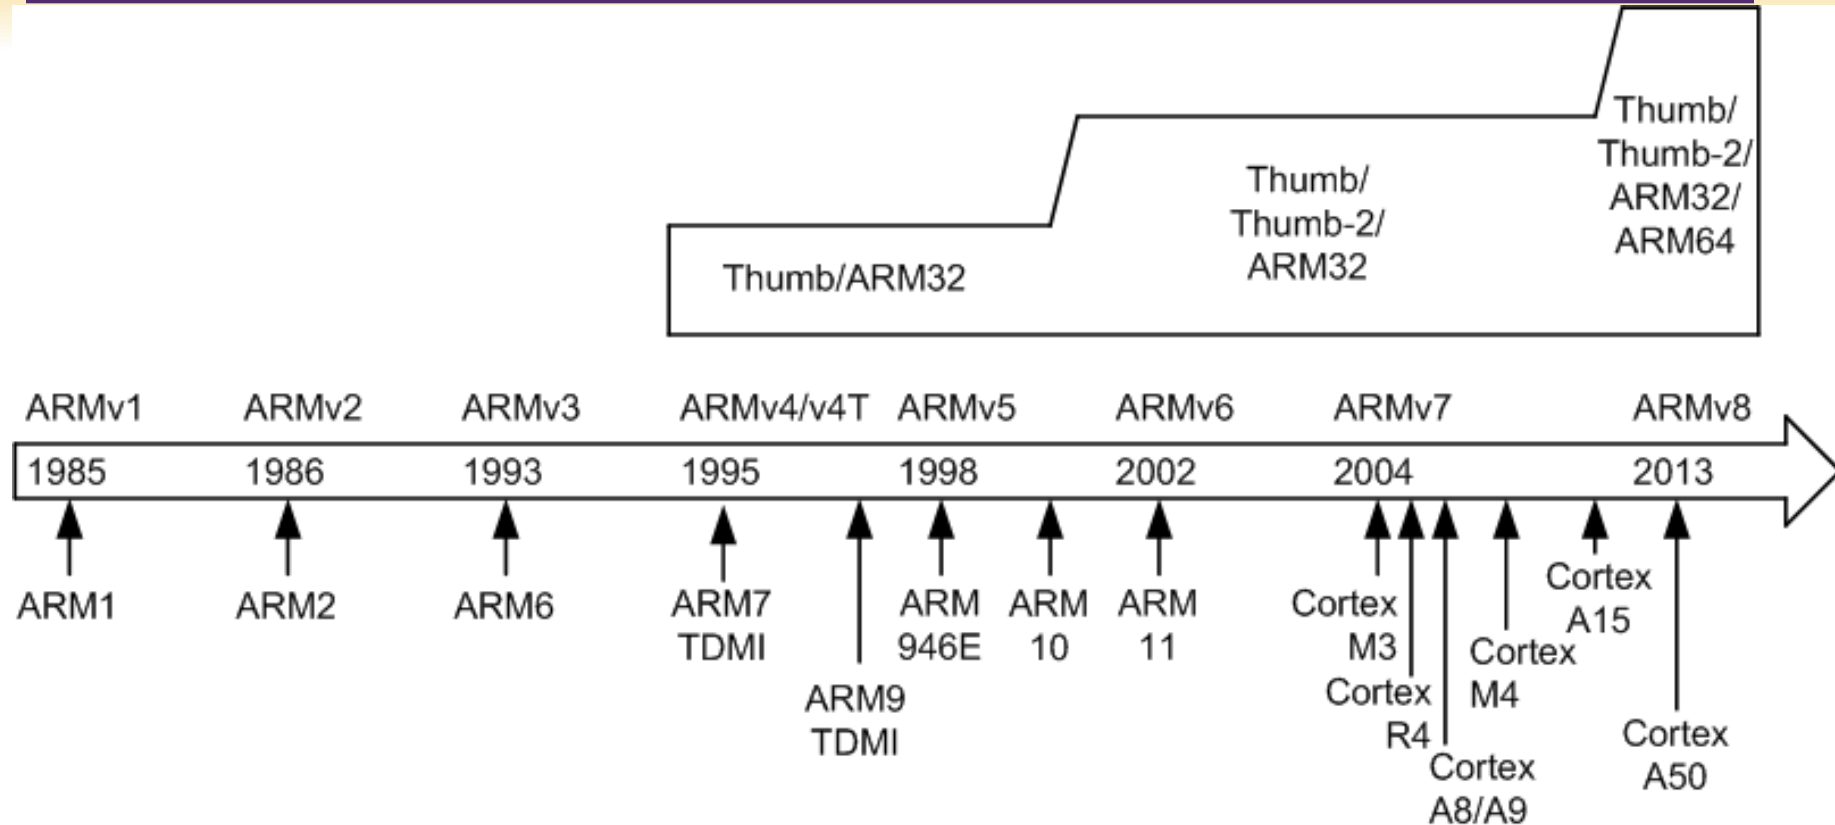 Thumb/
Thumb-2/
ARM32/
ARM64
Thumb/
Thumb-2/
ARM32
Thumb/ARM32
ARMv1
ARMv2
ARMv3
ARMv4/v4T
ARMv5
ARMv6
ARMv7
ARMv8
1985
1986
1993
1995
1998
2002
2004
2013
ARM1
ARM2
ARM6
ARM7
TDMI
ARM9
TDMI
ARM
946E
ARM
10
ARM
11
Cortex
M3
Cortex
R4
Cortex
A8/A9
Cortex
M4
Cortex
A15
Cortex
A50